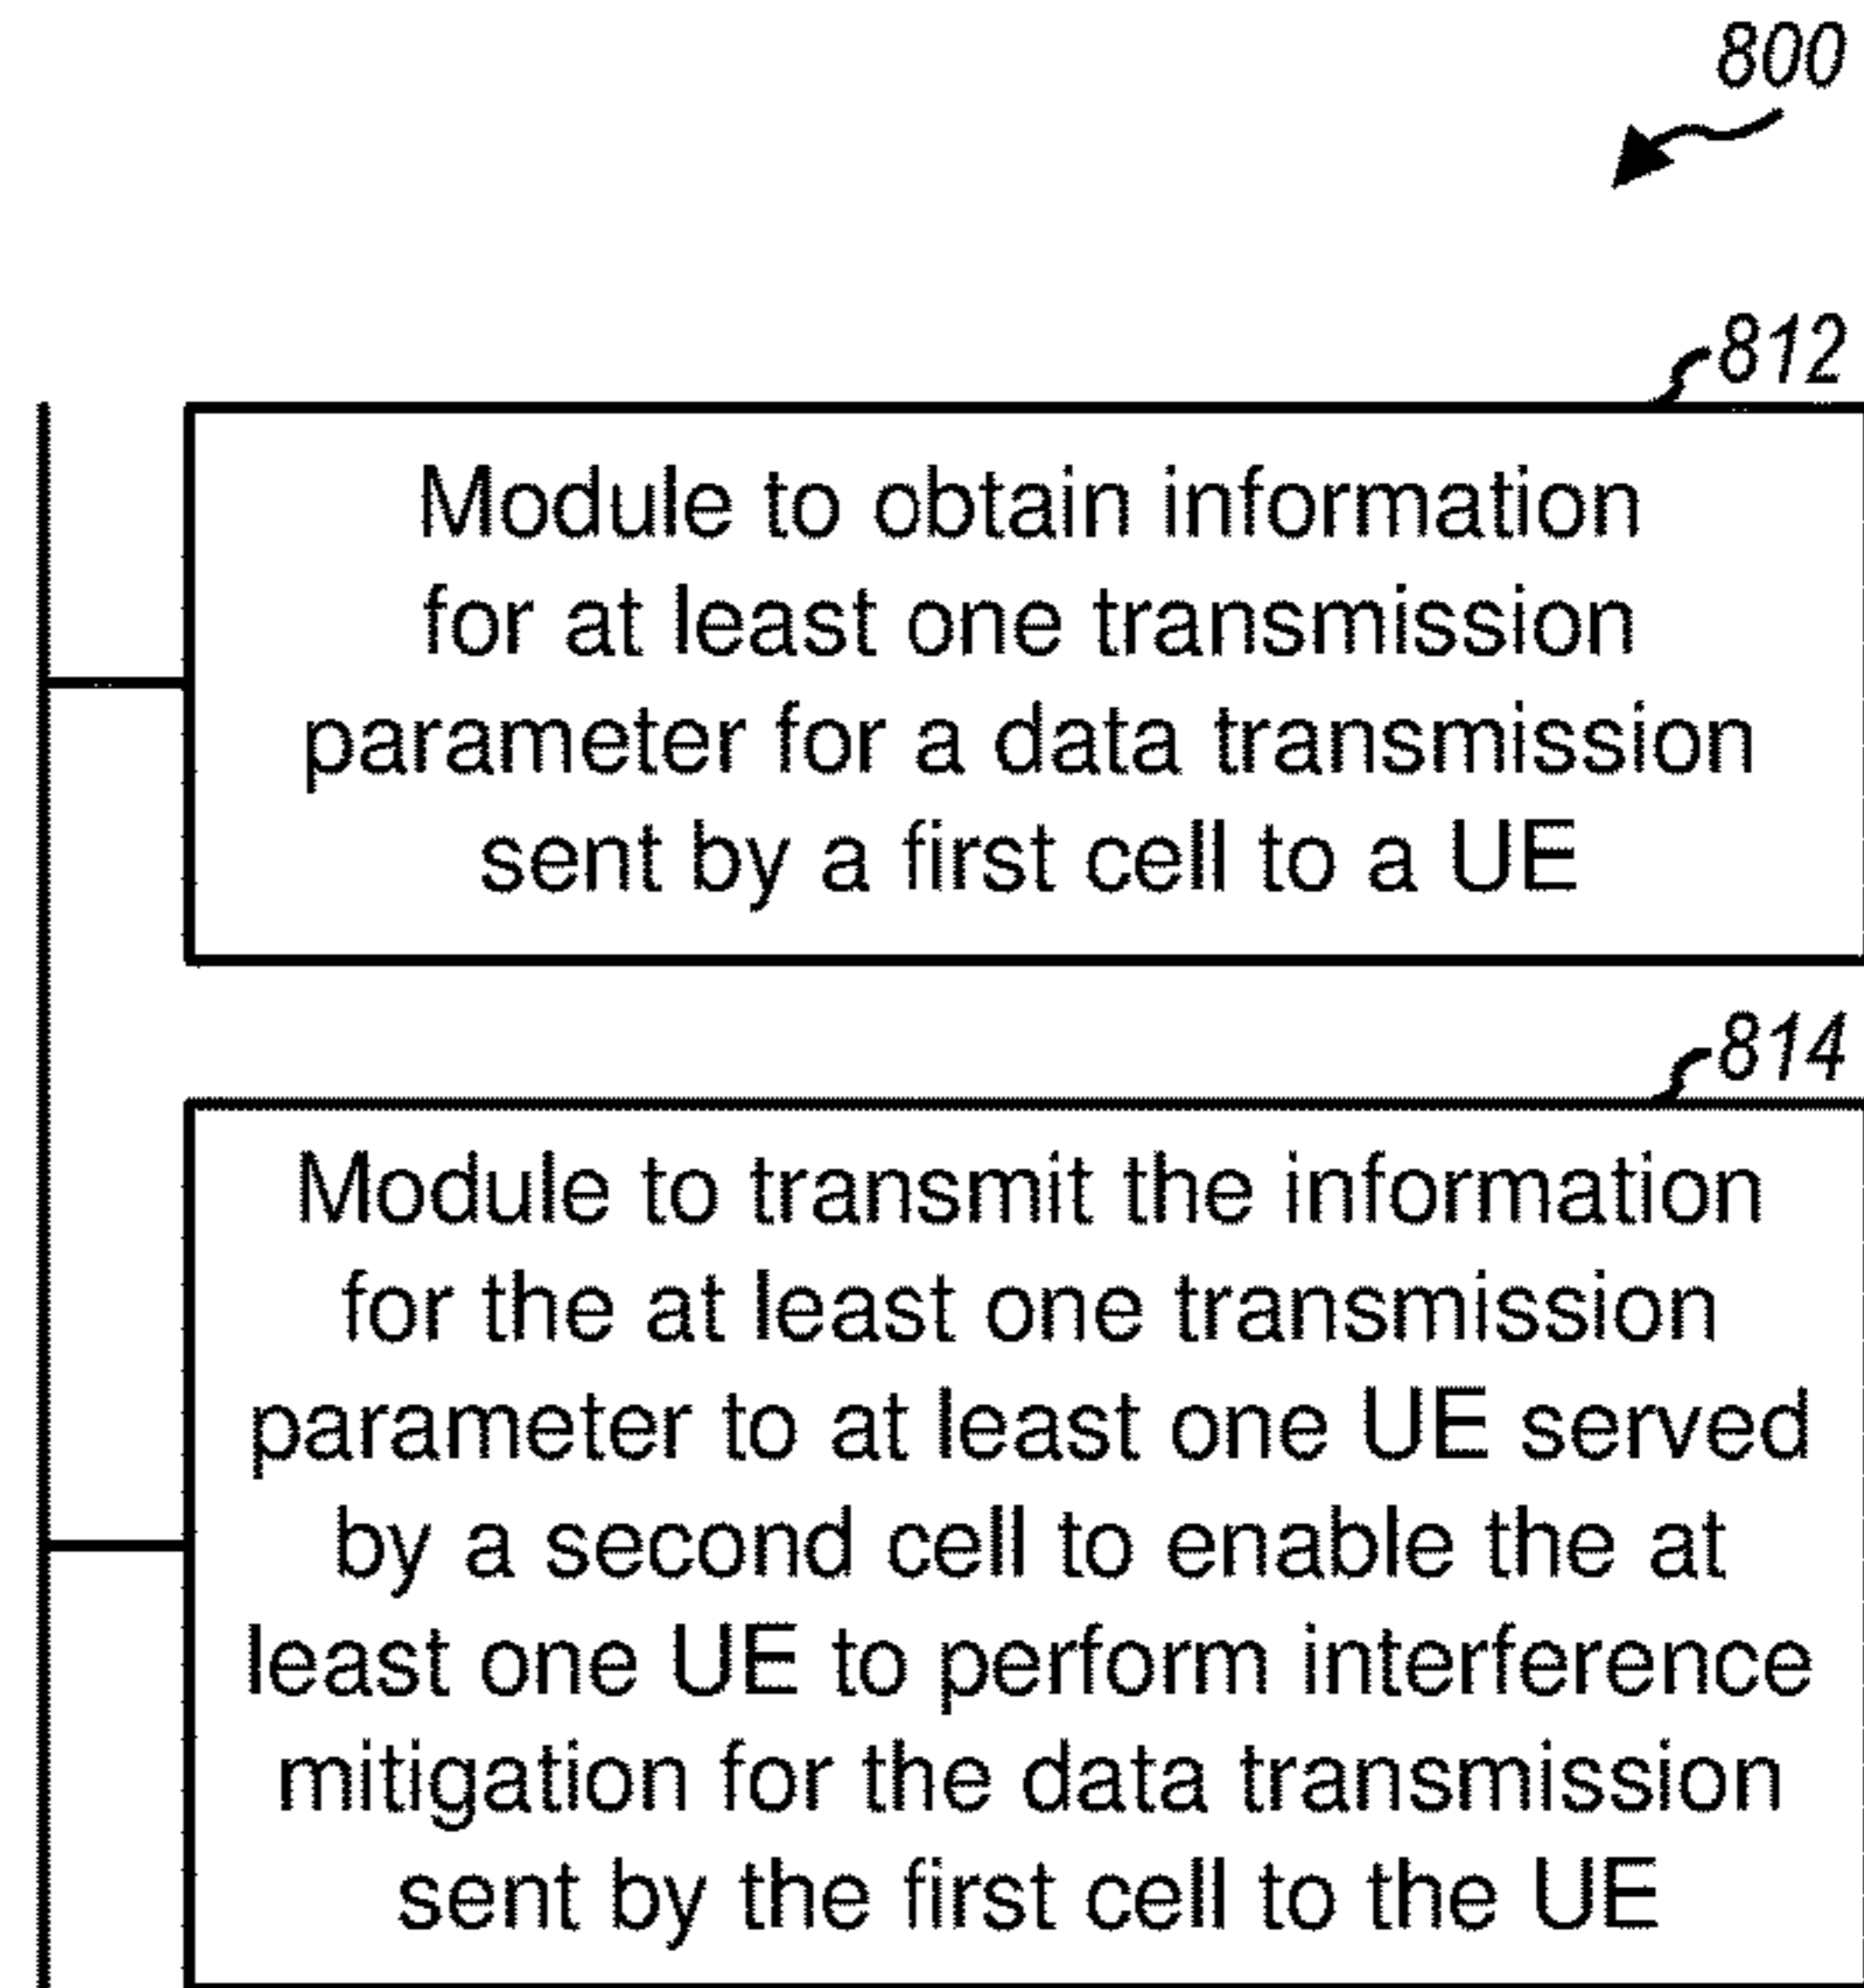 800
812
Module to obtain information
for at least one transmission
parameter for a data transmission
sent by a first cell to a UE
814
Module to transmit the information
for the at least one transmission
parameter to at least one UE served
by a second cell to enable the at
least one UE to perform interference
mitigation for the data transmission
sent by the first cell to the UE